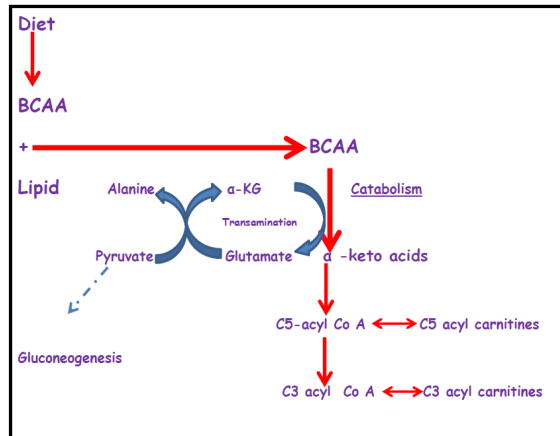 Diet
BCAA
+ BCAA
Lipid Alanine α-KG Catabolism
Transamination
Pyruvate Glutamate α -keto acids
C5-acyl Co A C5 acyl carnitines
Gluconeogenesis
C3 acyl Co A C3 acyl carnitines